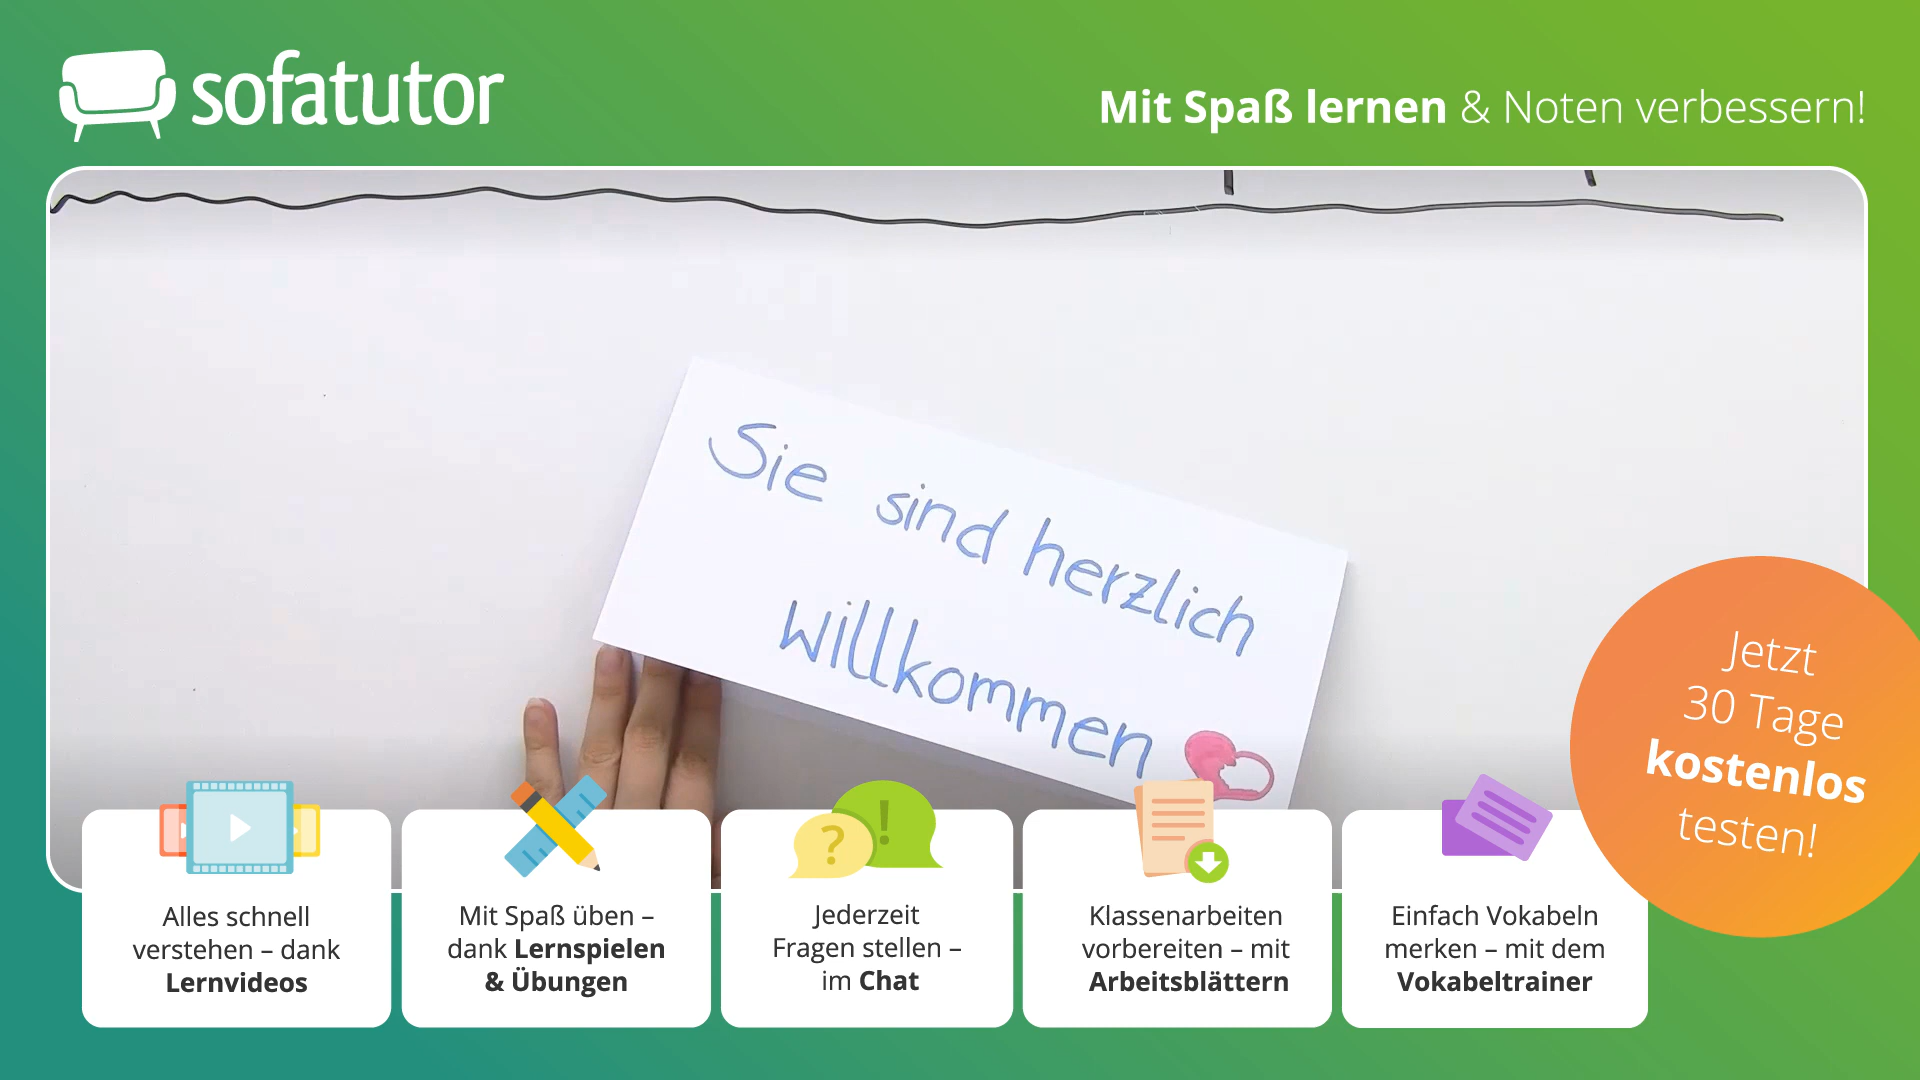 sofatutor
Mit Spaß lernen & Noten verbessern!
Sie sind herzlich
willkommen
Jetzt
30 Tage
kostenlos
testen!
?
!
Alles schnell
verstehen – dank
Lernvideos
Mit Spaß üben –
dank Lernspielen
& Übungen
Jederzeit
Fragen stellen –
im Chat
Klassenarbeiten
vorbereiten – mit
Arbeitsblättern
Einfach Vokabeln
merken – mit dem
Vokabeltrainer